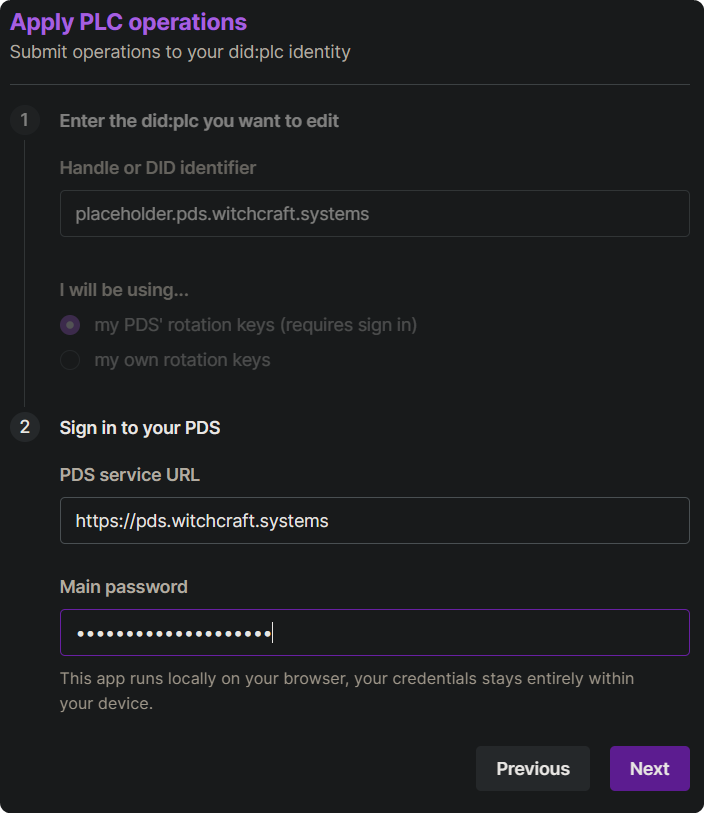 Apply PLC operations
Submit operations to your did:plc identity
1
Enter the did:plc you want to edit
Handle or DID identifier
placeholder.pds.witchcraft.systems
I will be using...
my PDS' rotation keys (requires sign in)
my own rotation keys
2
Sign in to your PDS
PDS service URL
https://pds.witchcraft.systems
Main password
••••••••••••••••••••
This app runs locally on your browser, your credentials stays entirely within
your device.
Previous
Next